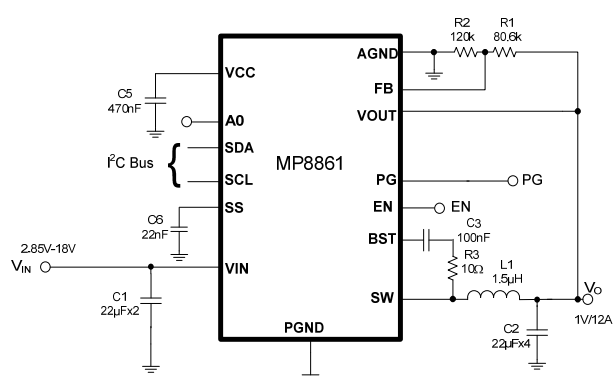 R2
120k
R1
80.6k
AGND
VCC
C5
470nF
FB
VOUT
A0
I²C Bus
{
SDA
SCL
MP8861
PG
PG
C6
22nF
SS
EN
EN
BST
C3
100nF
R3
10Ω
2.85V-18V
VIN
VIN
C1
22µFx2
SW
L1
1.5µH
VO
1V/12A
C2
22µFx4
PGND